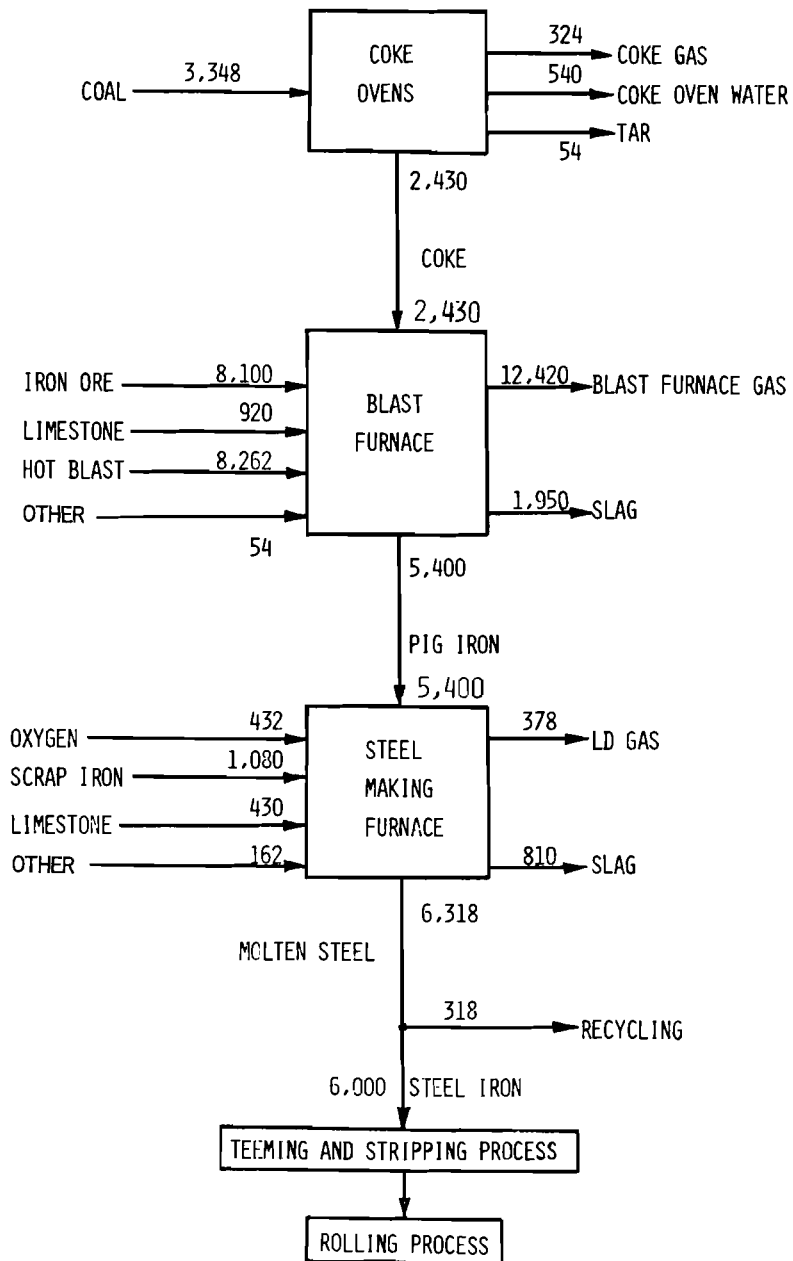 324
COKE GAS
3,348
COKE
OVENS
540
COAL
COKE OVEN WATER
TAR
54
2,430
COKE
2,430
IRON ORE
8,100
12,420
BLAST FURNACE GAS
BLAST
FURNACE
LIMESTONE
920
HOT BLAST
8,262
OTHER
54
1,950
SLAG
5,400
PIG IRON
5,400
OXYGEN
432
378
LD GAS
STEEL
MAKING
FURNACE
SCRAP IRON
1,080
LIMESTONE
430
OTHER
162
810
SLAG
6,318
MOLTEN STEEL
318
RECYCLING
6,000 STEEL IRON
TEEMING AND STRIPPING PROCESS
ROLLING PROCESS